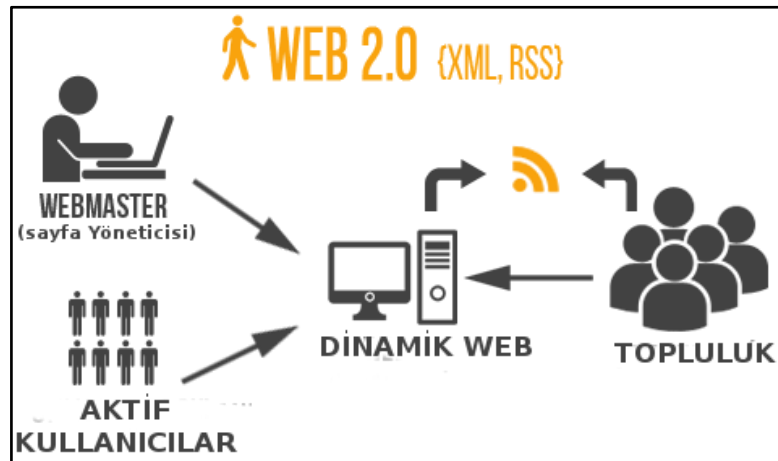 WEB 2.0 {XML, RSS}
WEBMASTER
(sayfa Yöneticisi)
DİNAMİK WEB
TOPLULUK
AKTİF
KULLANICILAR